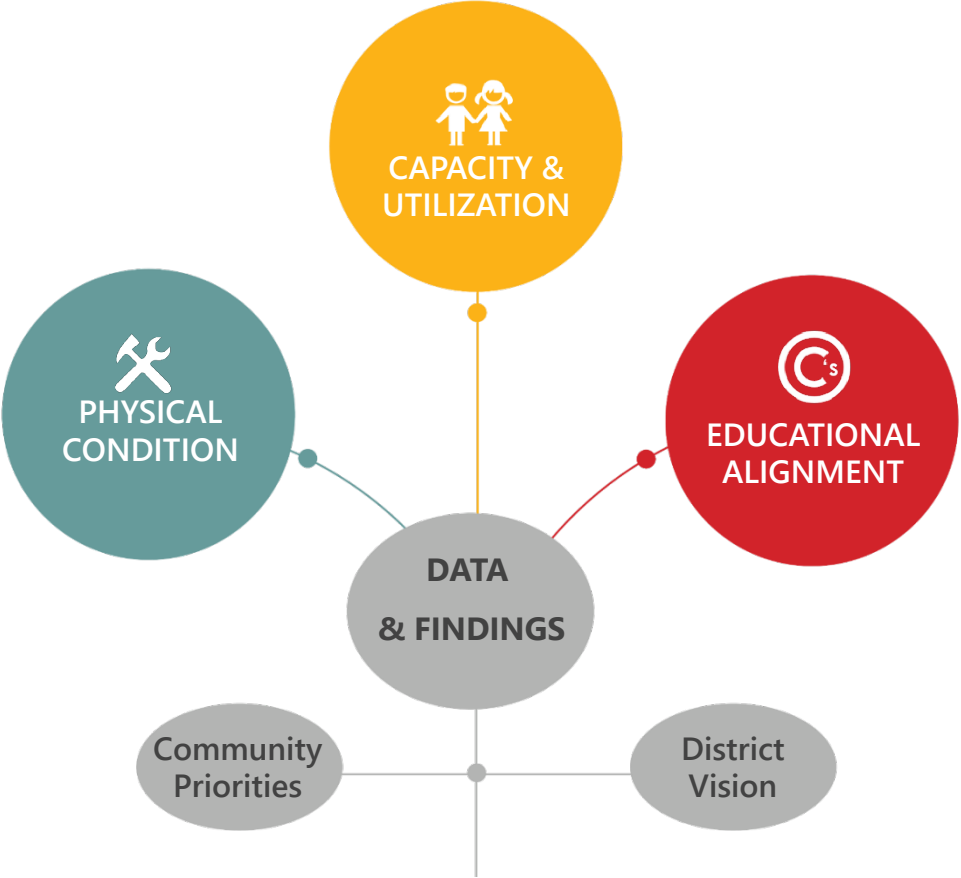 CAPACITY &
UTILIZATION
PHYSICAL
CONDITION
C's
EDUCATIONAL
ALIGNMENT
DATA
& FINDINGS
Community
Priorities
District
Vision